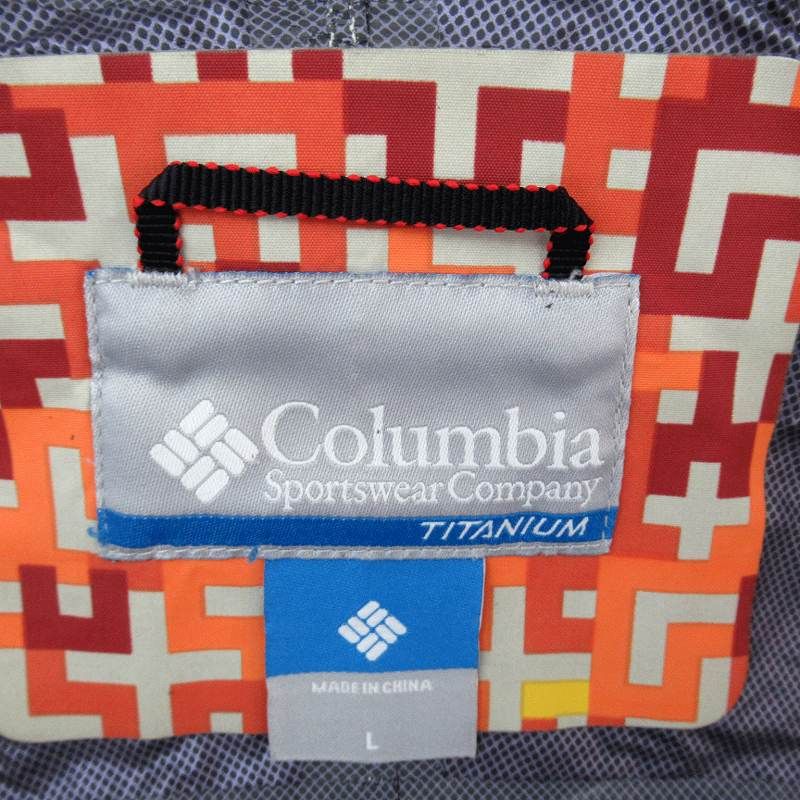 Columbia
Sportswear Company
TITANIUM
MADE IN CHINA
L